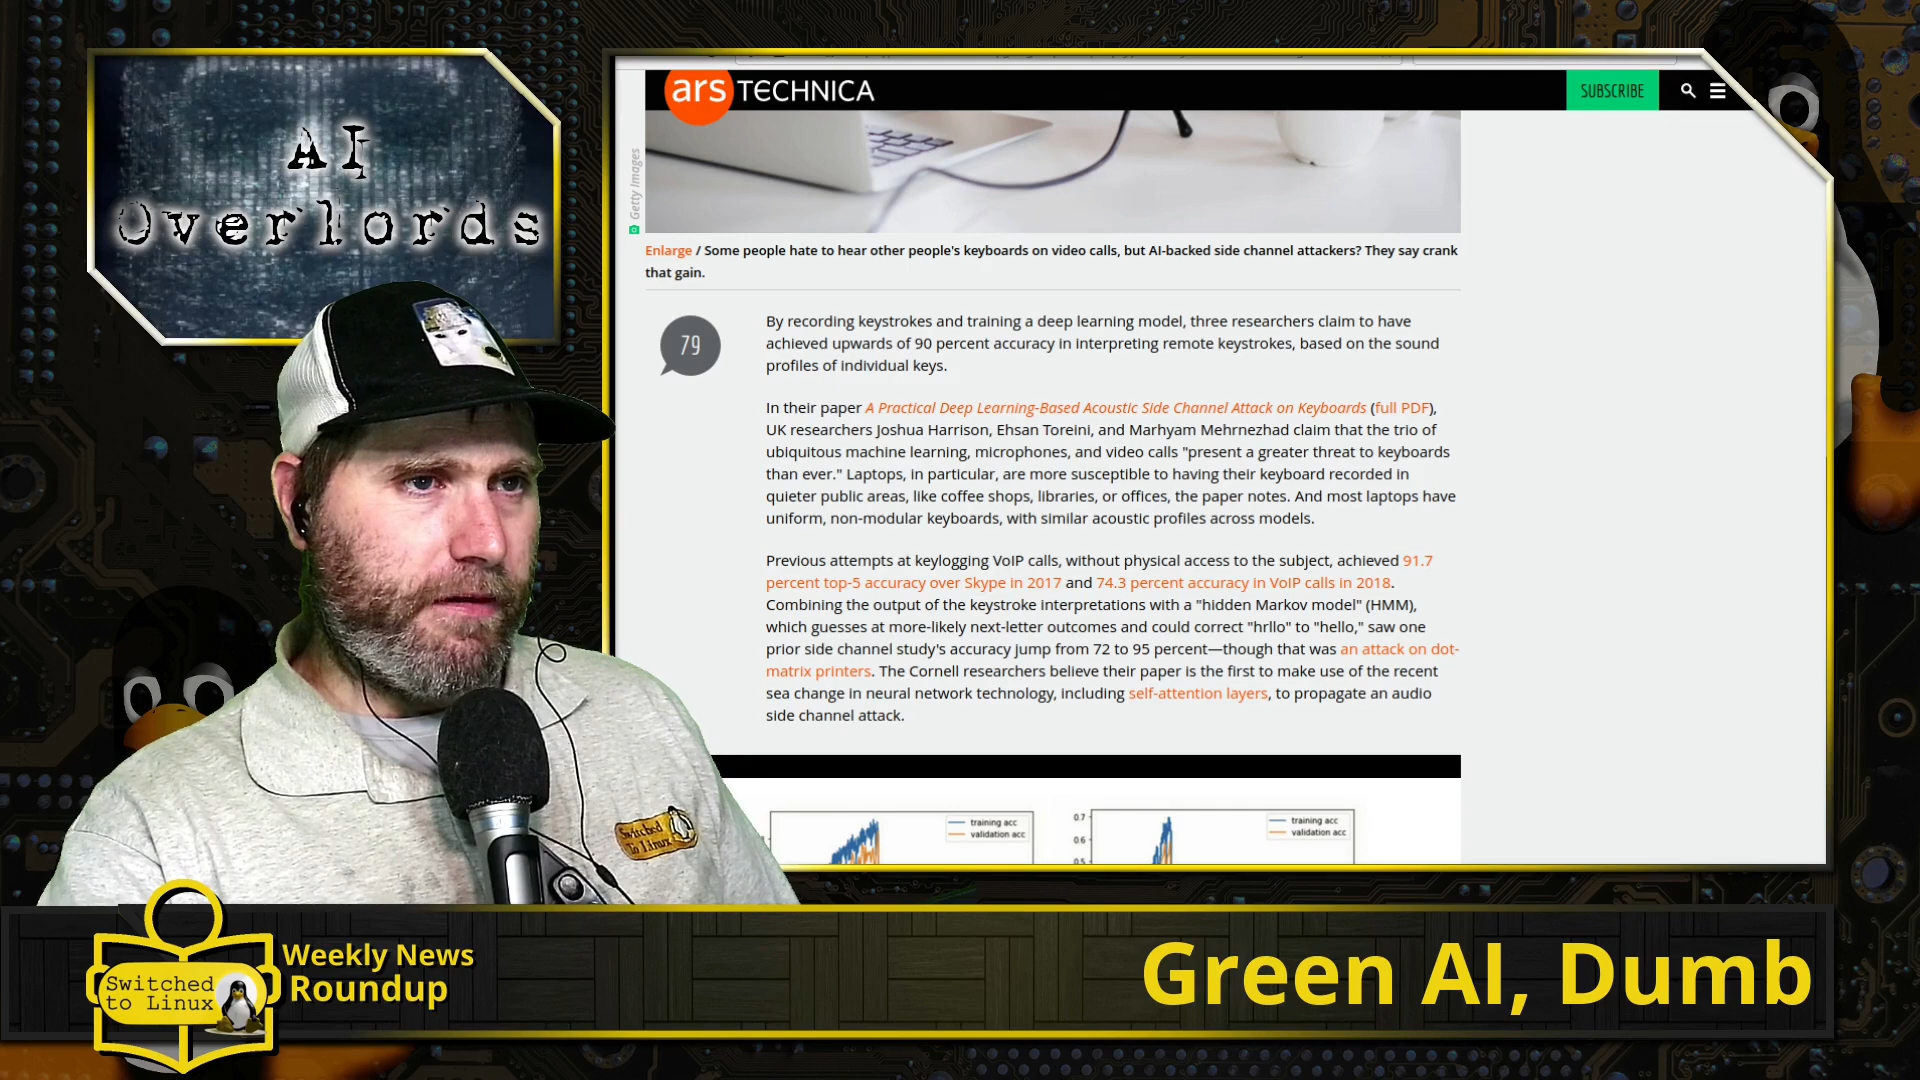 AI
Overlords
ars TECHNICA
SUBSCRIBE
Getty Images
Enlarge / Some people hate to hear other people's keyboards on video calls, but AI-backed side channel attackers? They say crank
that gain.
79
By recording keystrokes and training a deep learning model, three researchers claim to have
achieved upwards of 90 percent accuracy in interpreting remote keystrokes, based on the sound
profiles of individual keys.
In their paper A Practical Deep Learning-Based Acoustic Side Channel Attack on Keyboards (full PDF),
UK researchers Joshua Harrison, Ehsan Toreini, and Marhyam Mehrnezhad claim that the trio of
ubiquitous machine learning, microphones, and video calls "present a greater threat to keyboards
than ever." Laptops, in particular, are more susceptible to having their keyboard recorded in
quieter public areas, like coffee shops, libraries, or offices, the paper notes. And most laptops have
uniform, non-modular keyboards, with similar acoustic profiles across models.
Previous attempts at keylogging VoIP calls, without physical access to the subject, achieved 91.7
percent top-5 accuracy over Skype in 2017 and 74.3 percent accuracy in VoIP calls in 2018.
Combining the output of the keystroke interpretations with a "hidden Markov model" (HMM),
which guesses at more-likely next-letter outcomes and could correct "hrllo" to "hello," saw one
prior side channel study's accuracy jump from 72 to 95 percent—though that was an attack on dot-
matrix printers. The Cornell researchers believe their paper is the first to make use of the recent
sea change in neural network technology, including self-attention layers, to propagate an audio
side channel attack.
training acc
validation acc
0.7
0.6
0.5
training acc
validation acc
Switched
To Linux
Switched
to Linux
Weekly News
Roundup
Green AI, Dumb